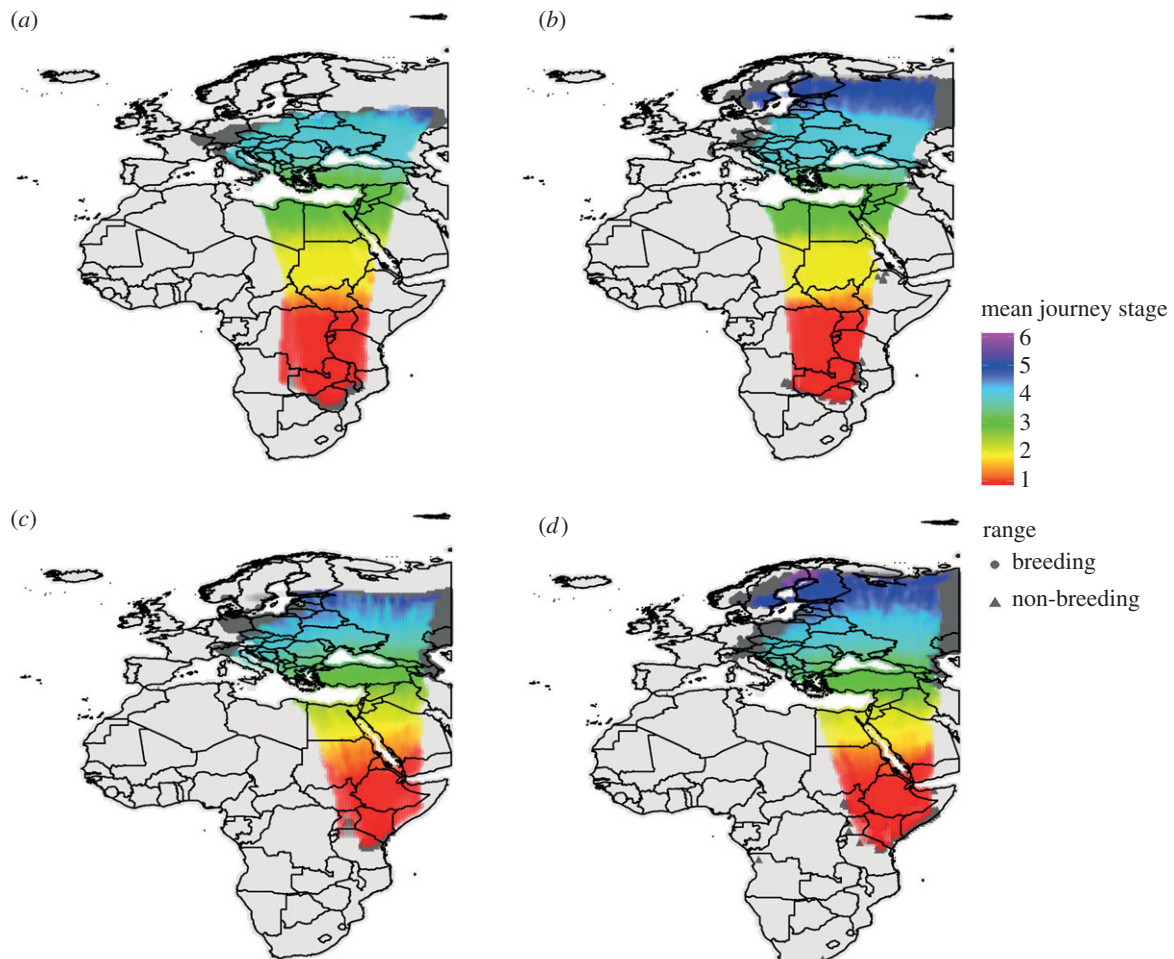 (a)
(b)
mean journey stage
6
5
4
3
2
1
(c)
(d)
range
breeding
non-breeding